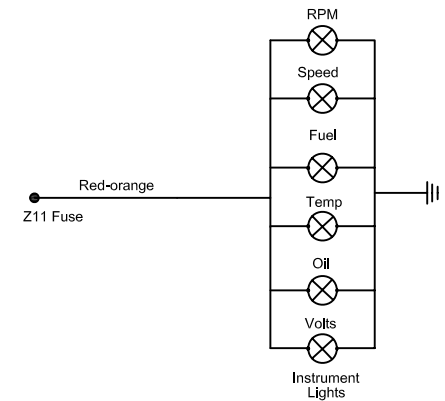 RPM
Speed
Fuel
Red-orange
Z11 Fuse
Temp
Oil
Volts
Instrument
Lights